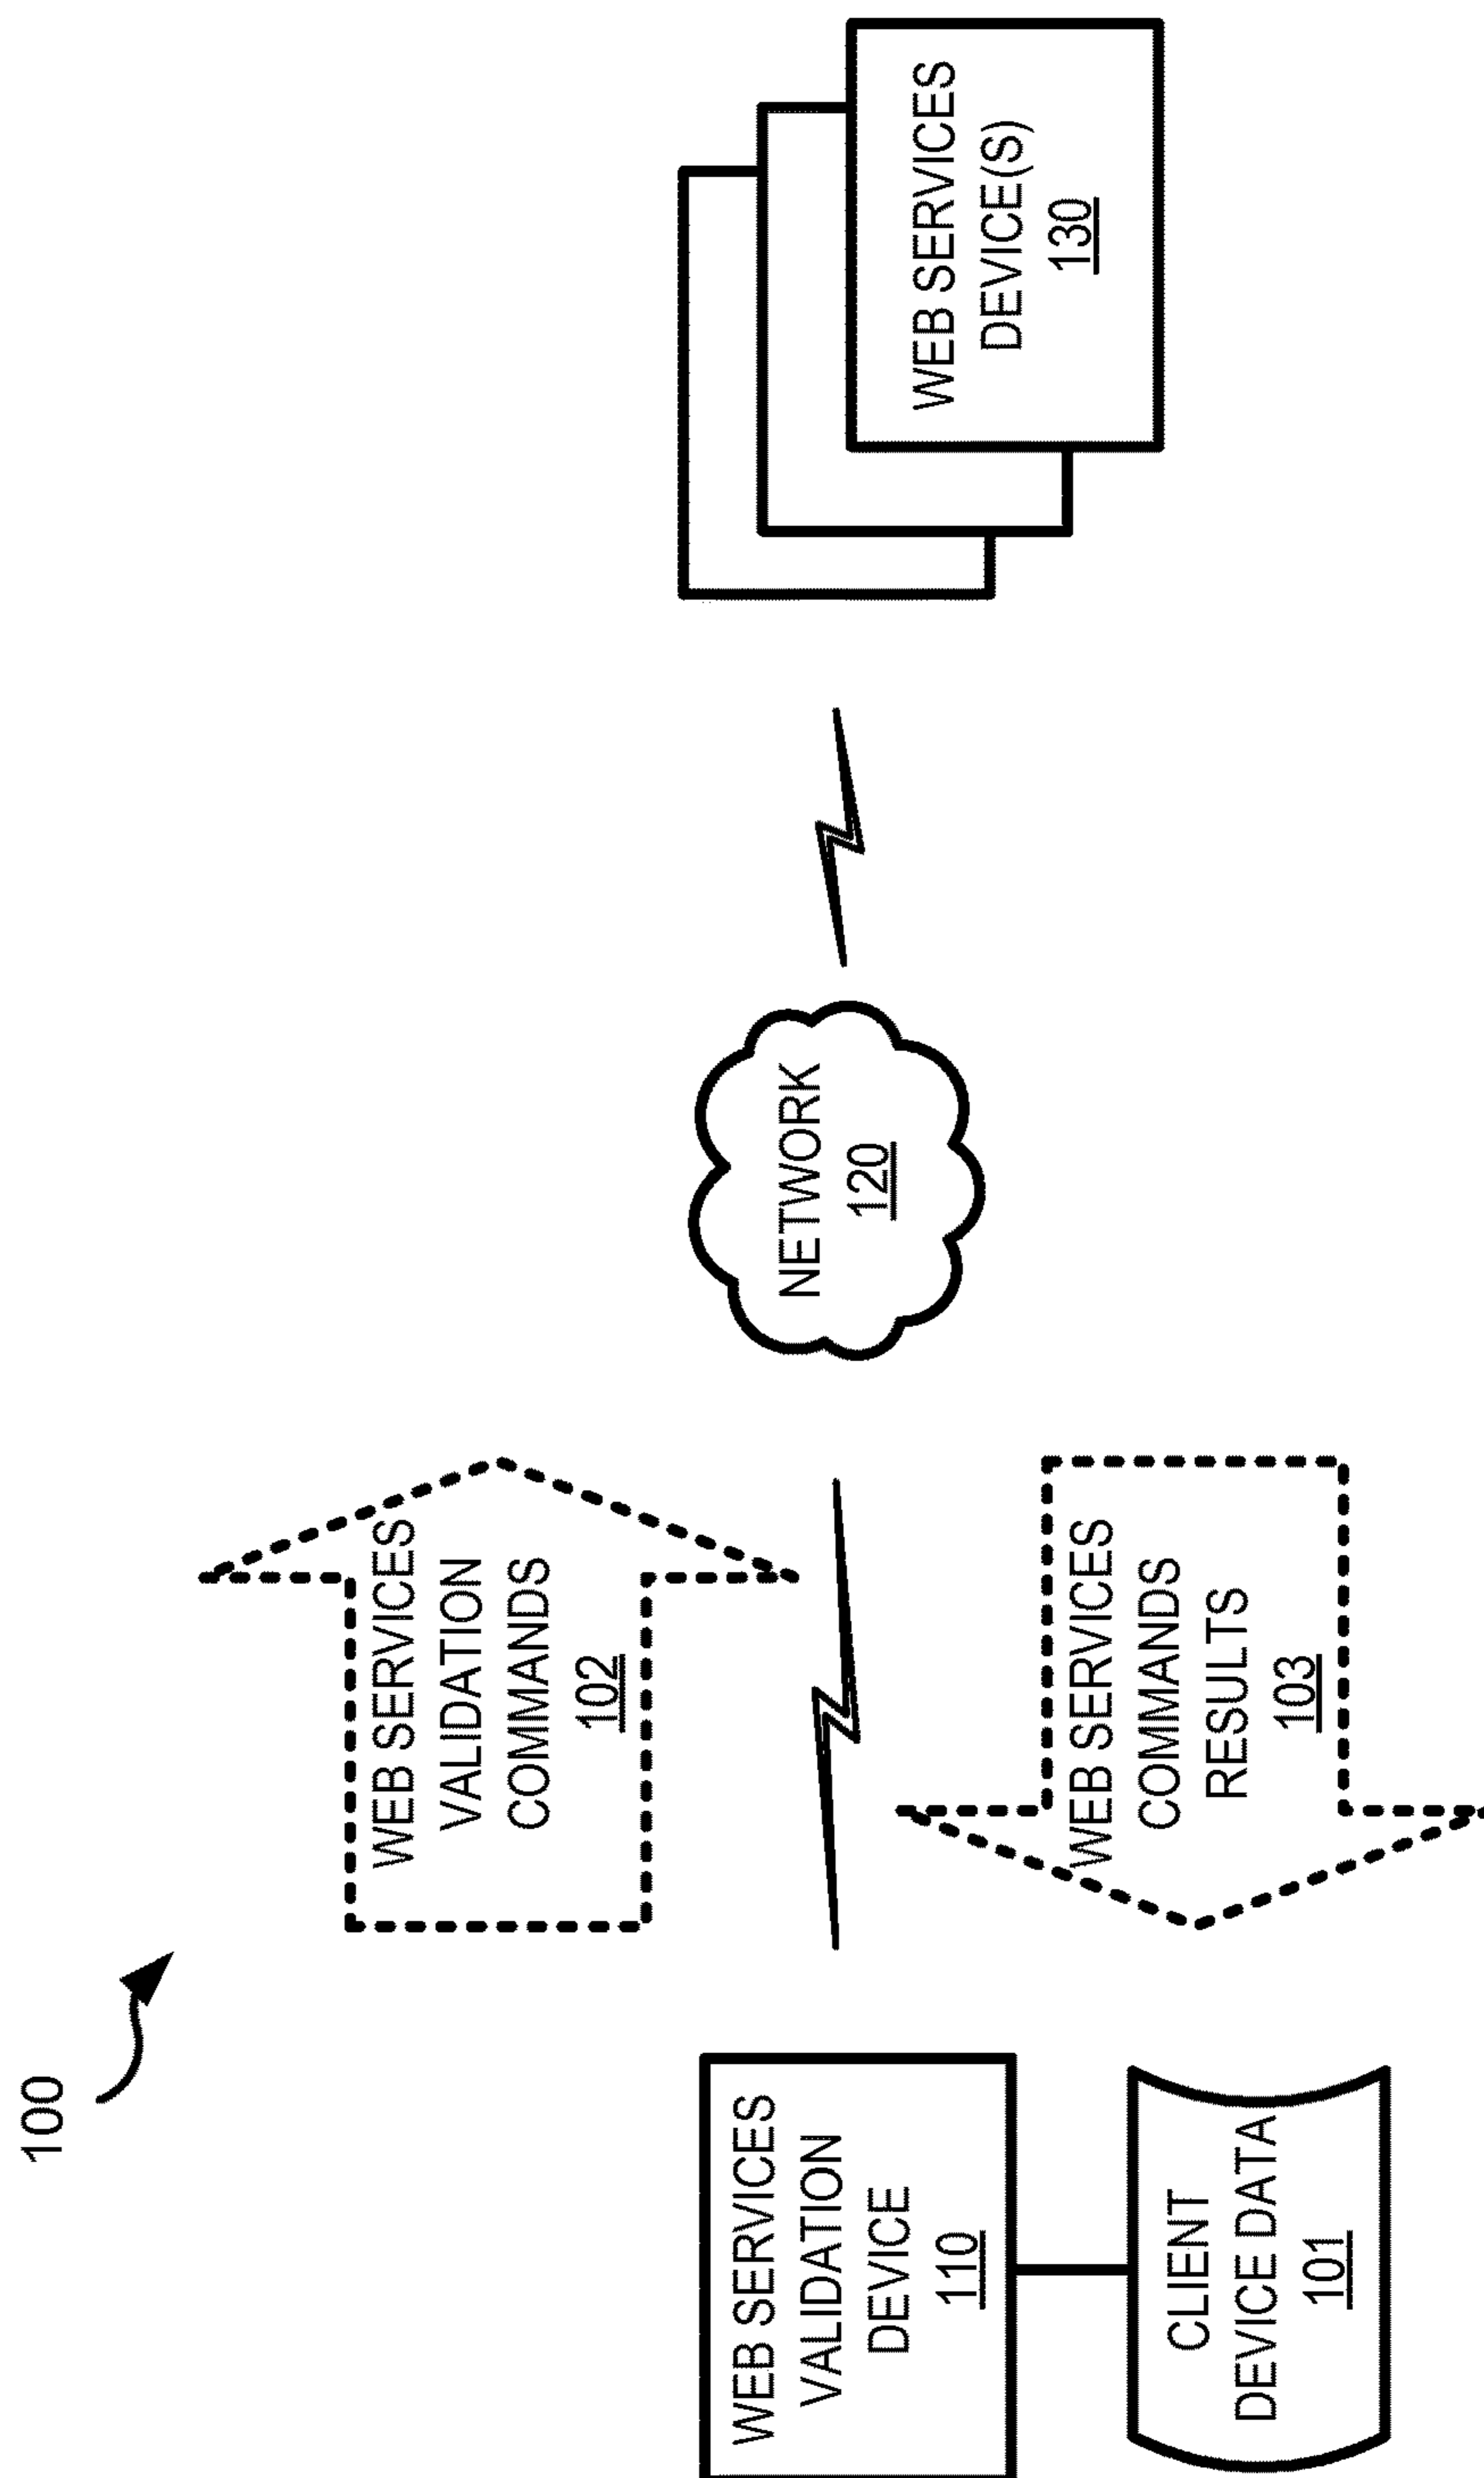 100
WEB SERVICES
VALIDATION
COMMANDS
102
WEB SERVICES
VALIDATION
DEVICE
110
NETWORK
120
WEB SERVICES
DEVICE(S)
130
CLIENT
DEVICE DATA
101
WEB SERVICES
COMMANDS
RESULTS
103